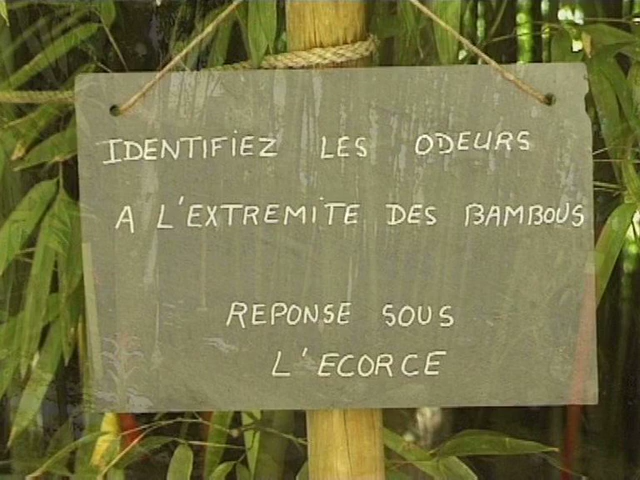 IDENTIFIEZ LES ODEURS
A L'EXTREMITE DES BAMBOUS
REPONSE SOUS
L'ECORCE